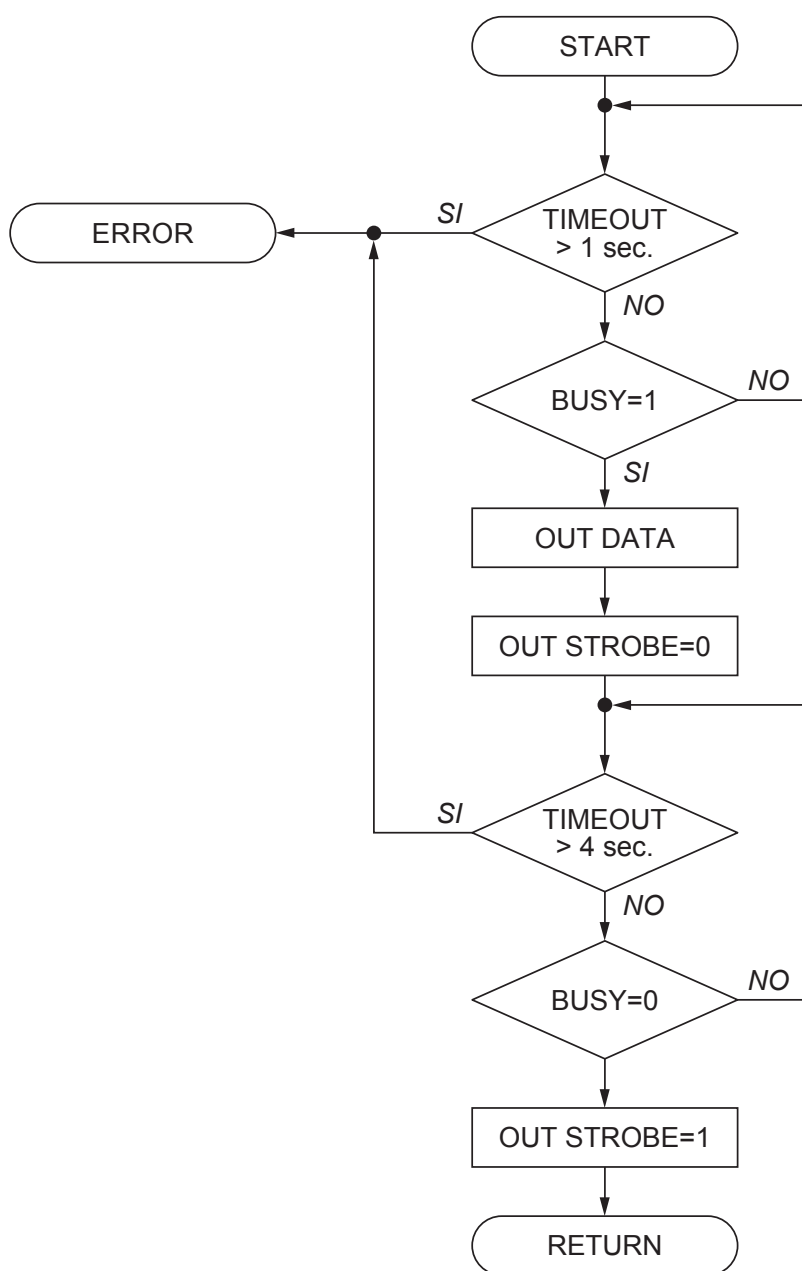 START
SI
TIMEOUT
> 1 sec.
ERROR
NO
BUSY=1
NO
SI
OUT DATA
OUT STROBE=0
SI
TIMEOUT
> 4 sec.
NO
BUSY=0
NO
OUT STROBE=1
RETURN